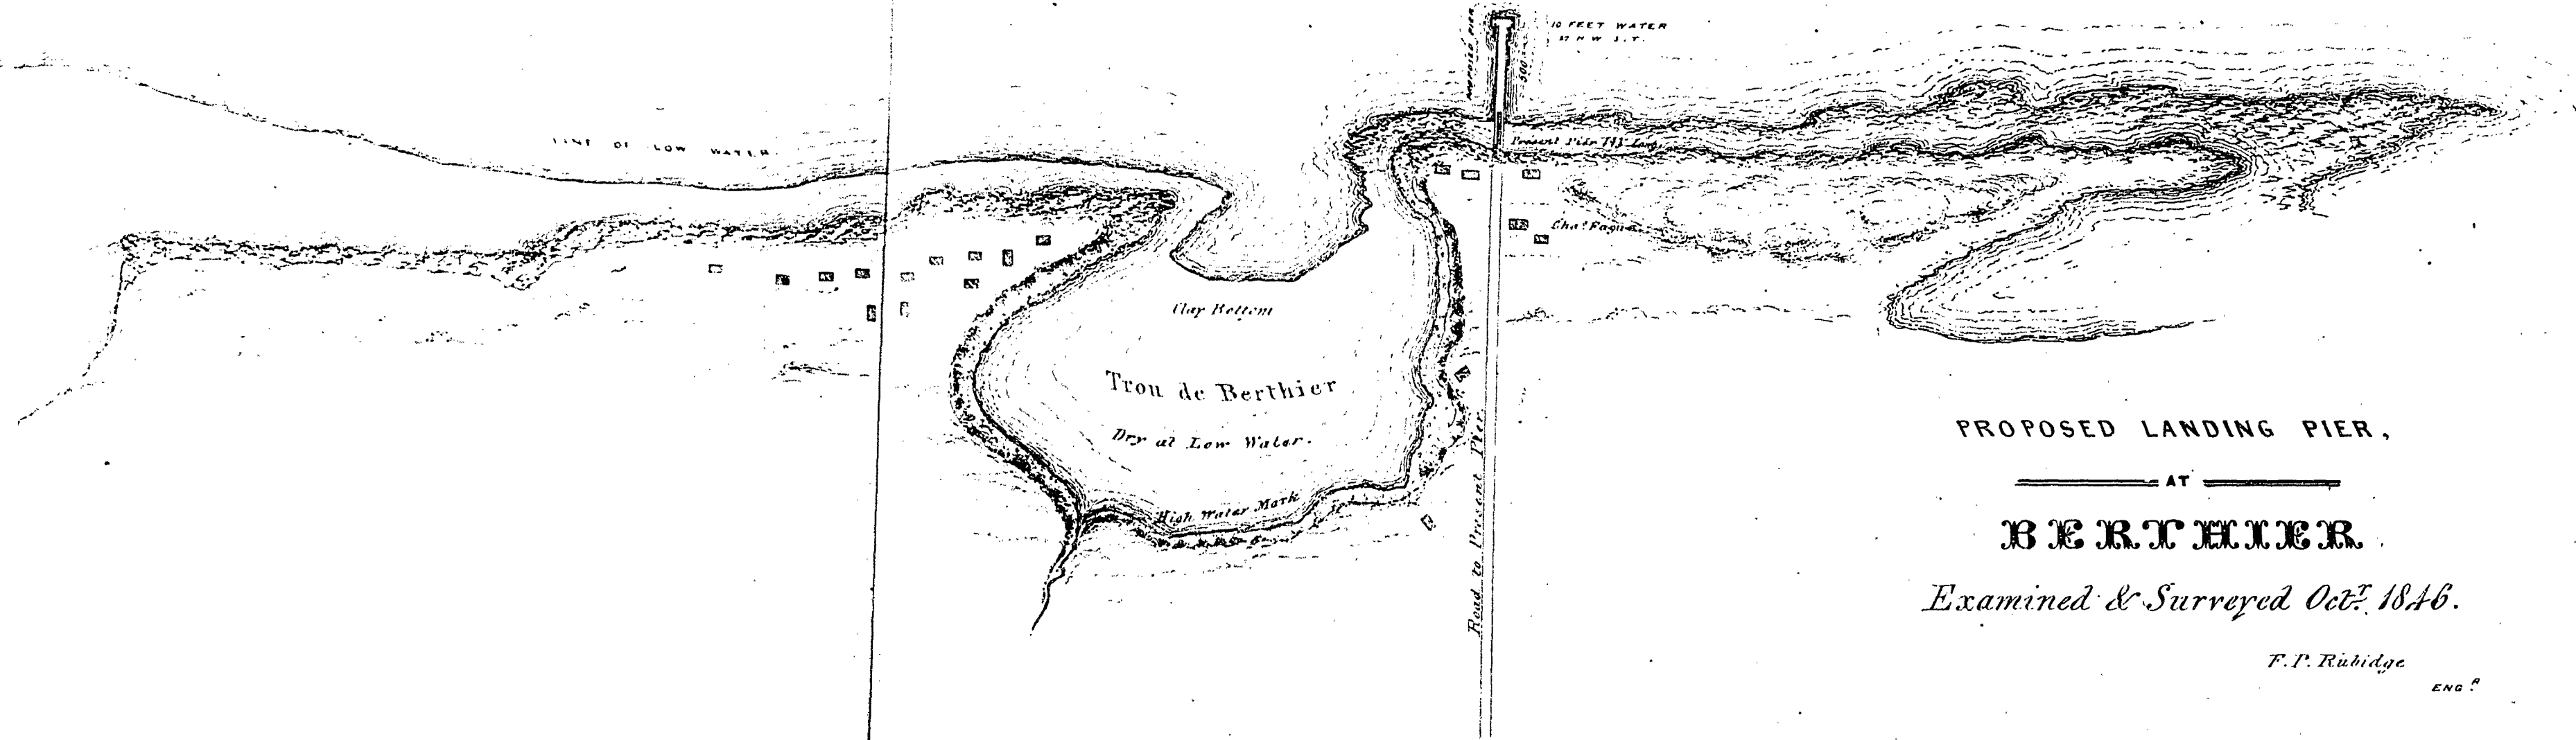 10 FEET WATER
PROPOSED PIER
LINE OF LOW WATER
Clay Bottom
Trou de Berthier
Dry at Low Water.
High Water Mark
Road to Present Pier
PROPOSED LANDING PIER,
AT
BERTHIER
Examined & Surveyed Octr. 1846.
F. P. Rubidge
ENGR.